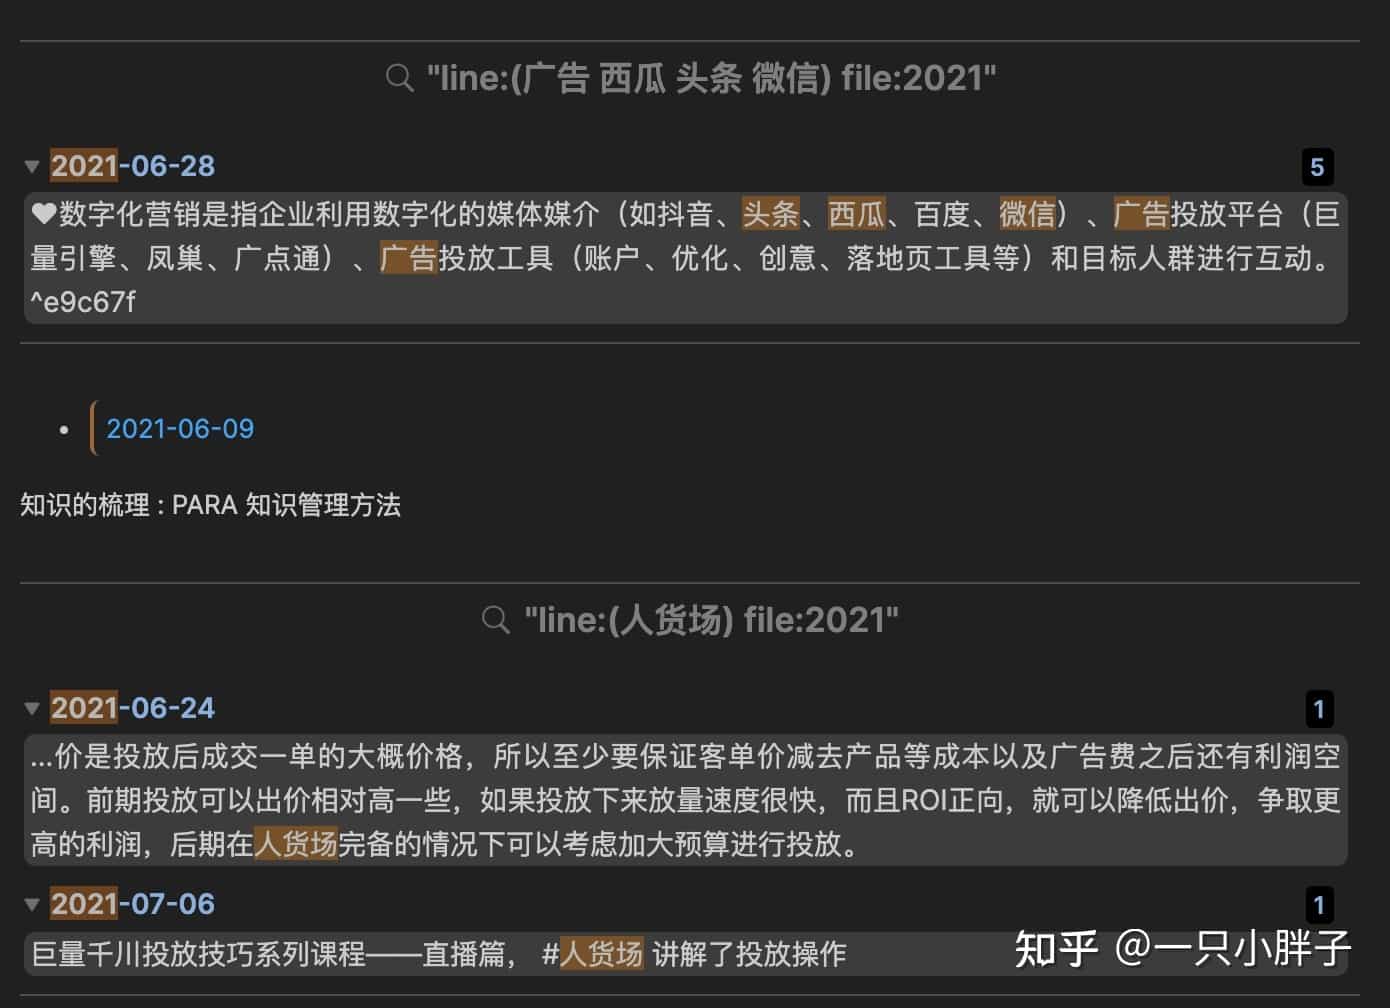 "line:(广告 西瓜 头条 微信) file:2021"
2021-06-28
5
♥数字化营销是指企业利用数字化的媒体媒介（如抖音、头条、西瓜、百度、微信）、广告投放平台（巨
量引擎、凤巢、广点通）、广告投放工具（账户、优化、创意、落地页工具等）和目标人群进行互动。
^e9c67f
• 2021-06-09
知识的梳理 : PARA 知识管理方法
"line:(人货场) file:2021"
2021-06-24
1
...价是投放后成交一单的大概价格，所以至少要保证客单价减去产品等成本以及广告费之后还有利润空
间。前期投放可以出价相对高一些，如果投放下来放量速度很快，而且ROI正向，就可以降低出价，争取更
高的利润，后期在人货场完备的情况下可以考虑加大预算进行投放。
2021-07-06
1
巨量千川投放技巧系列课程——直播篇， #人货场 讲解了投放操作
知乎 @一只小胖子